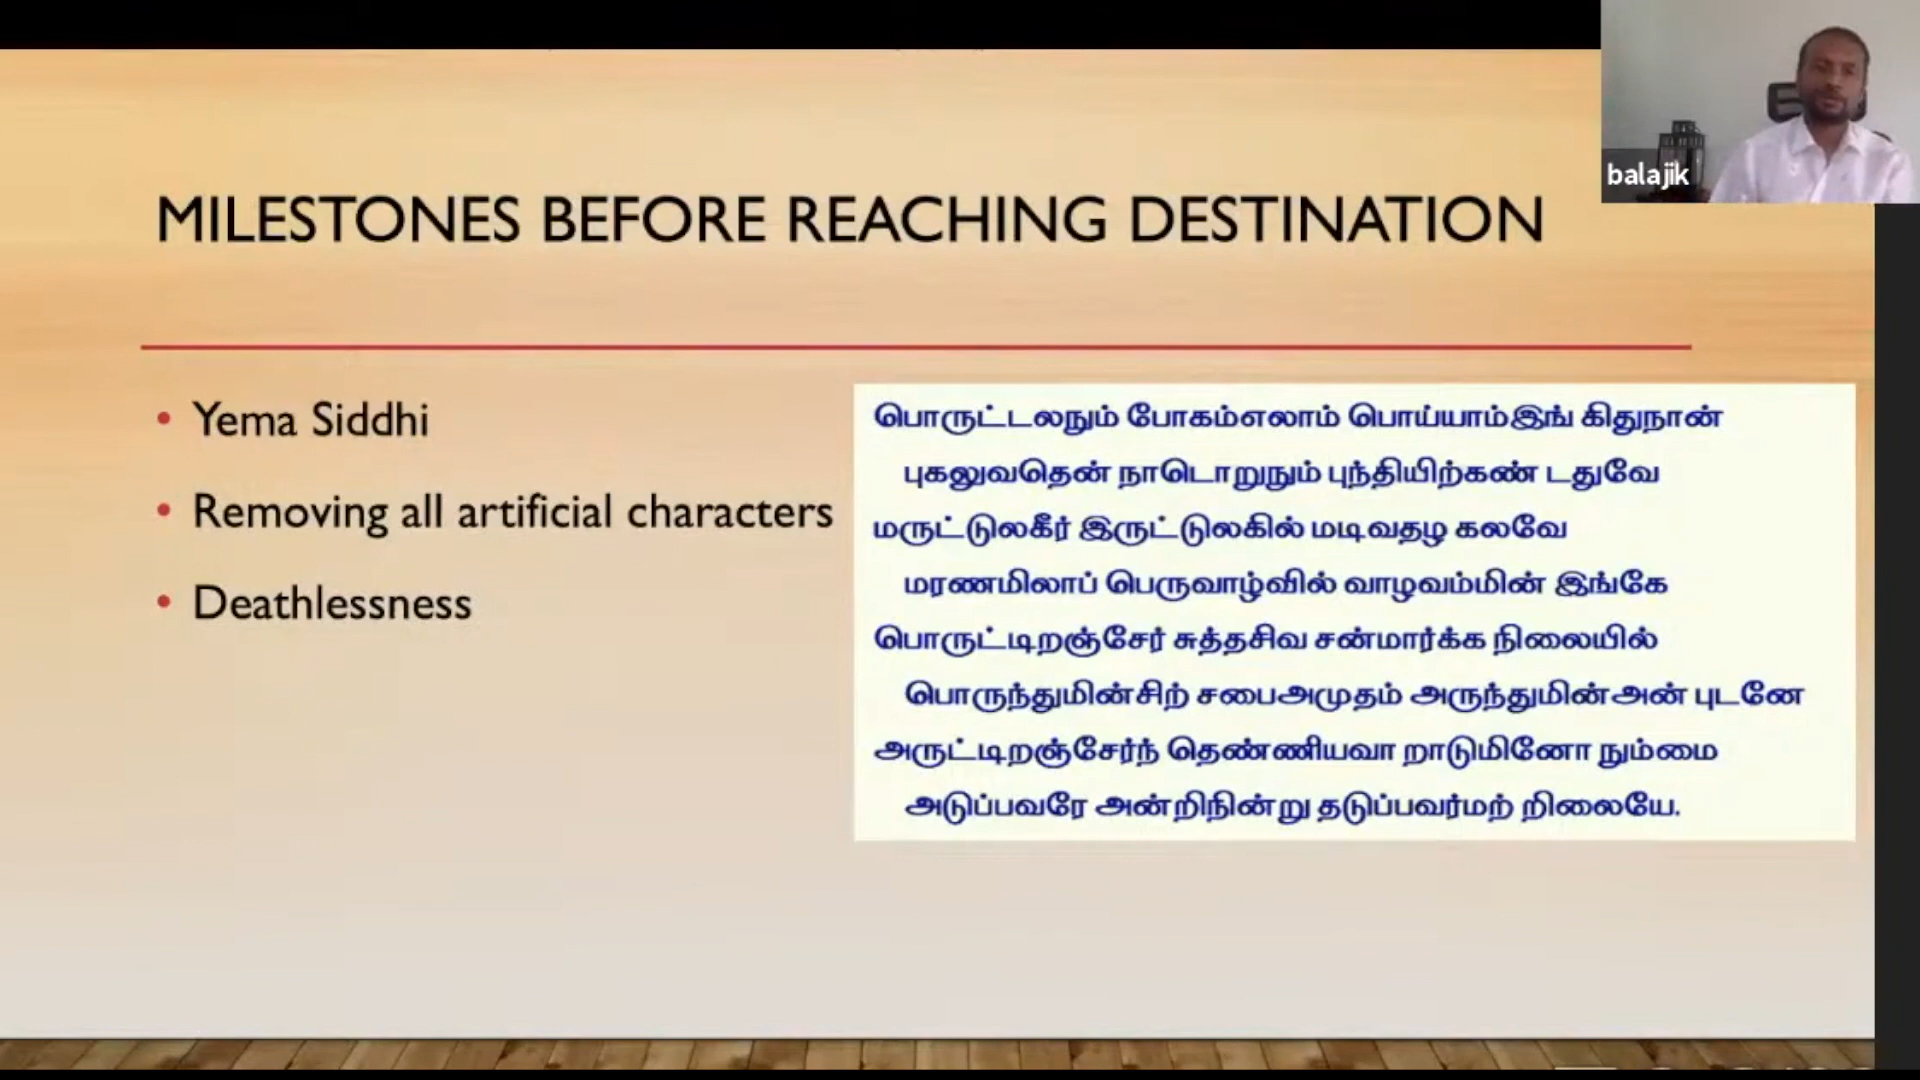 balajik
MILESTONES BEFORE REACHING DESTINATION
• Yema Siddhi
• Removing all artificial characters
• Deathlessness
பொருட்டலநும் போகம்எலாம் பொய்யாம்இங் கிதுநான்
புகலுவதென் நாடொறுநும் புந்தியிற்கண் டதுவே
மருட்டுலகீர் இருட்டுலகில் மடிவதழ கலவே
மரணமிலாப் பெருவாழ்வில் வாழவம்மின் இங்கே
பொருட்டிறஞ்சேர் சுத்தசிவ சன்மார்க்க நிலையில்
பொருந்துமின்சிற் சபைஅமுதம் அருந்துமின்அன் புடனே
அருட்டிறஞ்சேர்ந் தெண்ணியவா றாடுமினோ நும்மை
அடுப்பவரே அன்றிநின்று தடுப்பவர்மற் றிலையே.